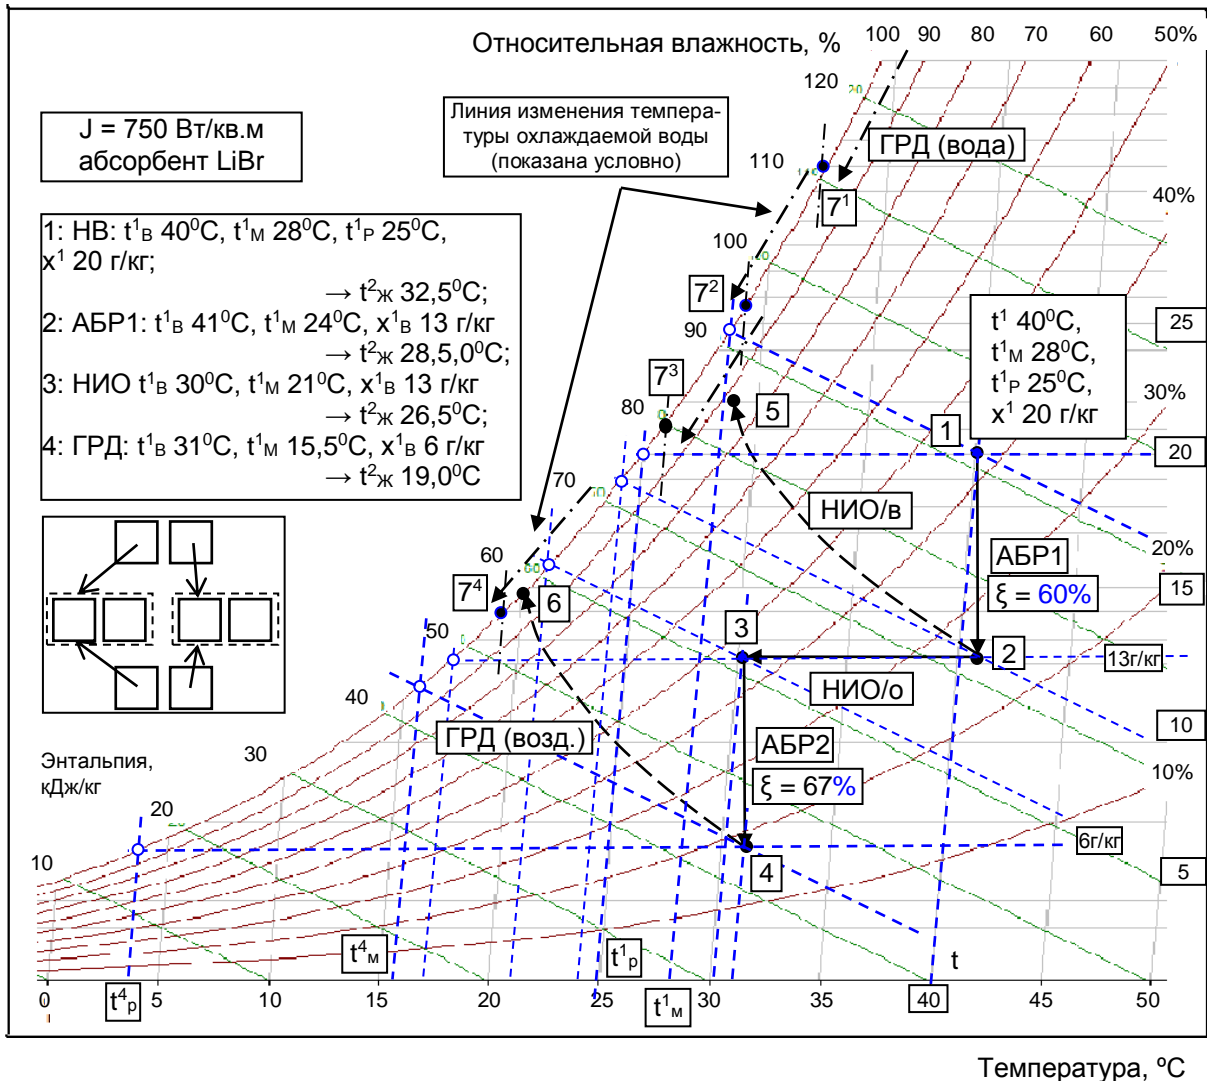 Относительная влажность, %
100 90 80 70 60 50%
120
20
Линия изменения темпера-
туры охлаждаемой воды
(показана условно)
J = 750 Вт/кв.м
абсорбент LiBr
ГРД (вода)
110
40%
7¹
1: НВ: t¹в 40⁰С, t¹м 28⁰С, t¹р 25⁰С,
x¹ 20 г/кг;
→ t²ж 32,5⁰С;
2: АБР1: t¹в 41⁰С, t¹м 24⁰С, x¹в 13 г/кг
→ t²ж 28,5,0⁰С;
3: НИО t¹в 30⁰С, t¹м 21⁰С, x¹в 13 г/кг
→ t²ж 26,5⁰С;
4: ГРД: t¹в 31⁰С, t¹м 15,5⁰С, x¹в 6 г/кг
→ t²ж 19,0⁰С
100
7²
90
t¹ 40⁰С,
t¹м 28⁰С,
t¹р 25⁰С,
x¹ 20 г/кг
25
7³
30%
80
5
1
20
70
НИО/в
20%
60
60
АБР1
ξ = 60%
15
7⁴
6
50
3
2
13г/кг
40
НИО/о
10
ГРД (возд.)
АБР2
Энтальпия,
кДж/кг
30
ξ = 67%
10%
20
20
6г/кг
10
4
5
t⁴м
t¹р
t
0 5 10 15 20 25 30 35 40 45 50
t⁴р
t¹м
Температура, ºС